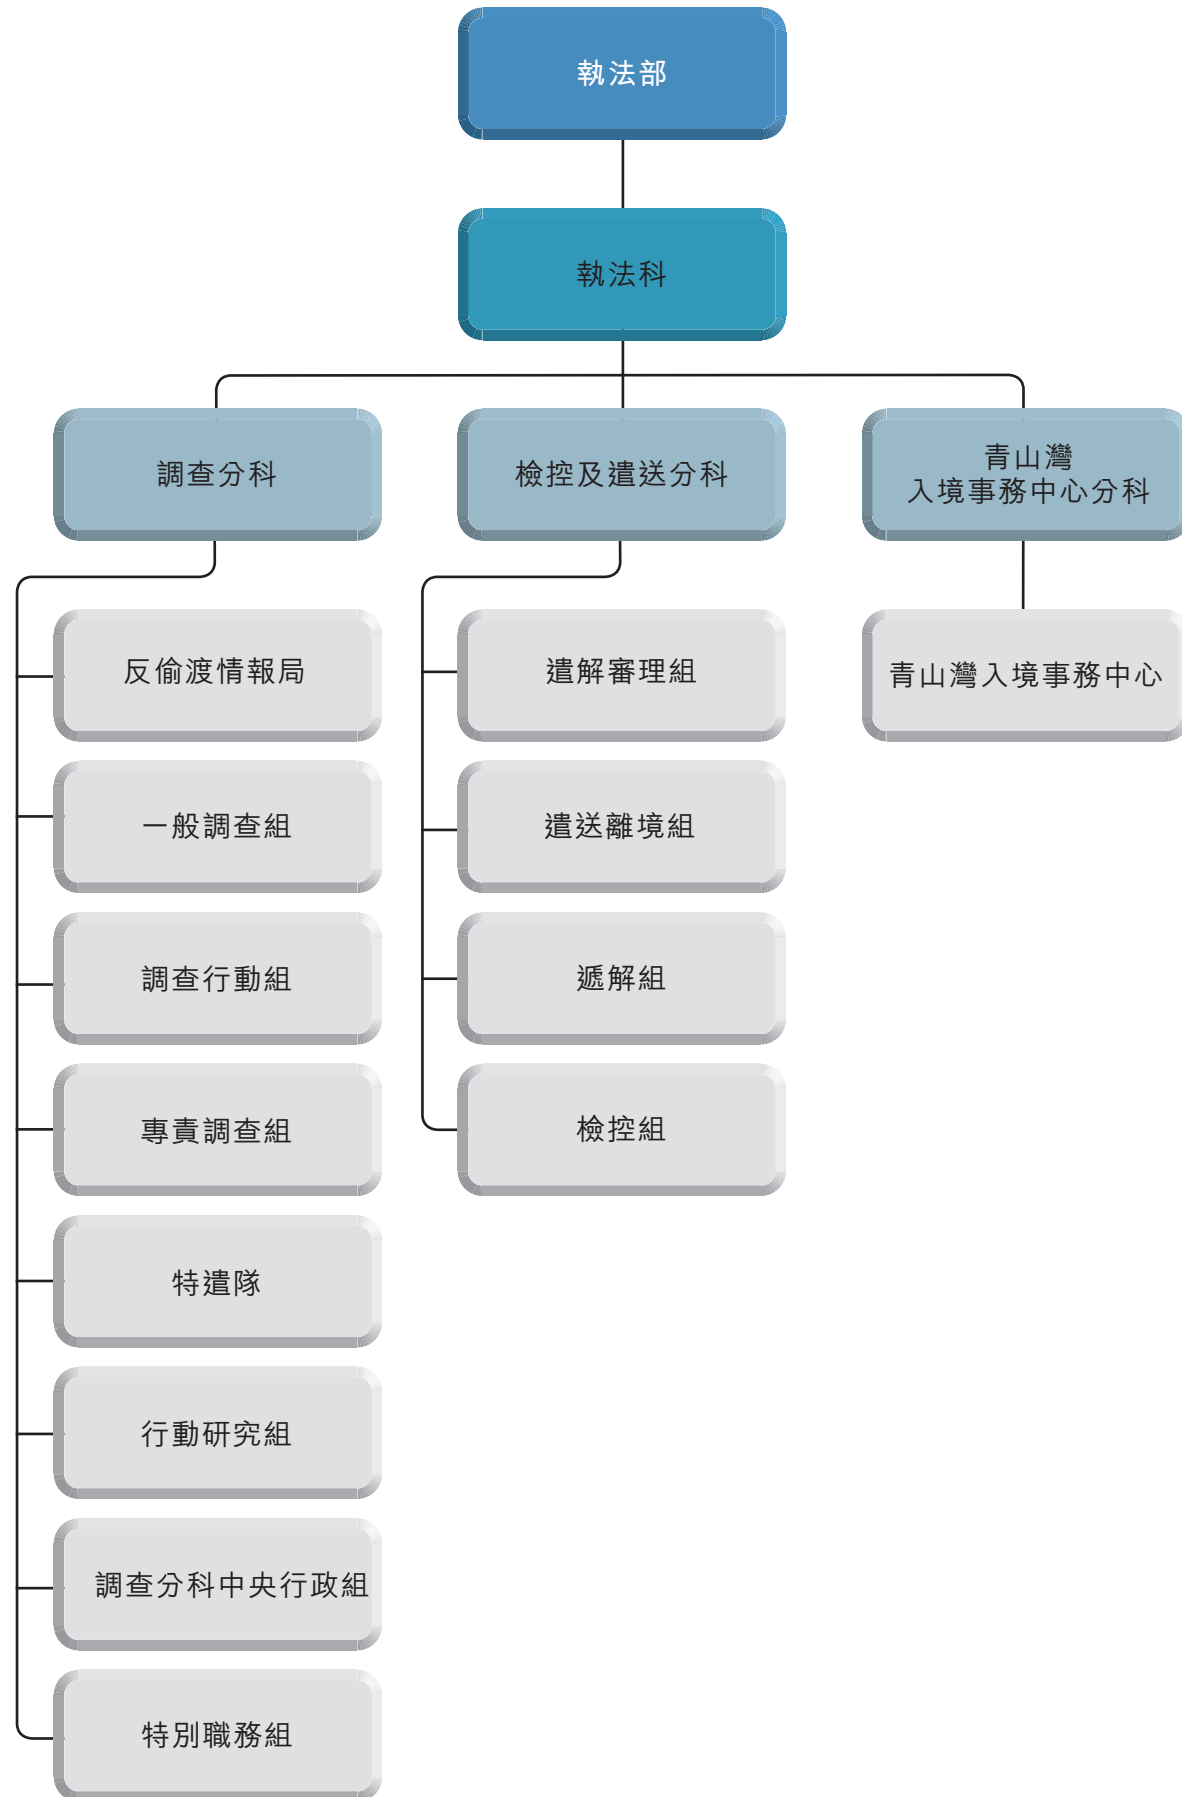 執法部
執法科
調查分科
檢控及遣送分科
青山灣
入境事務中心分科
反偷渡情報局
一般調查組
調查行動組
專責調查組
特遣隊
行動研究組
調查分科中央行政組
特別職務組
遣解審理組
遣送離境組
遞解組
檢控組
青山灣入境事務中心